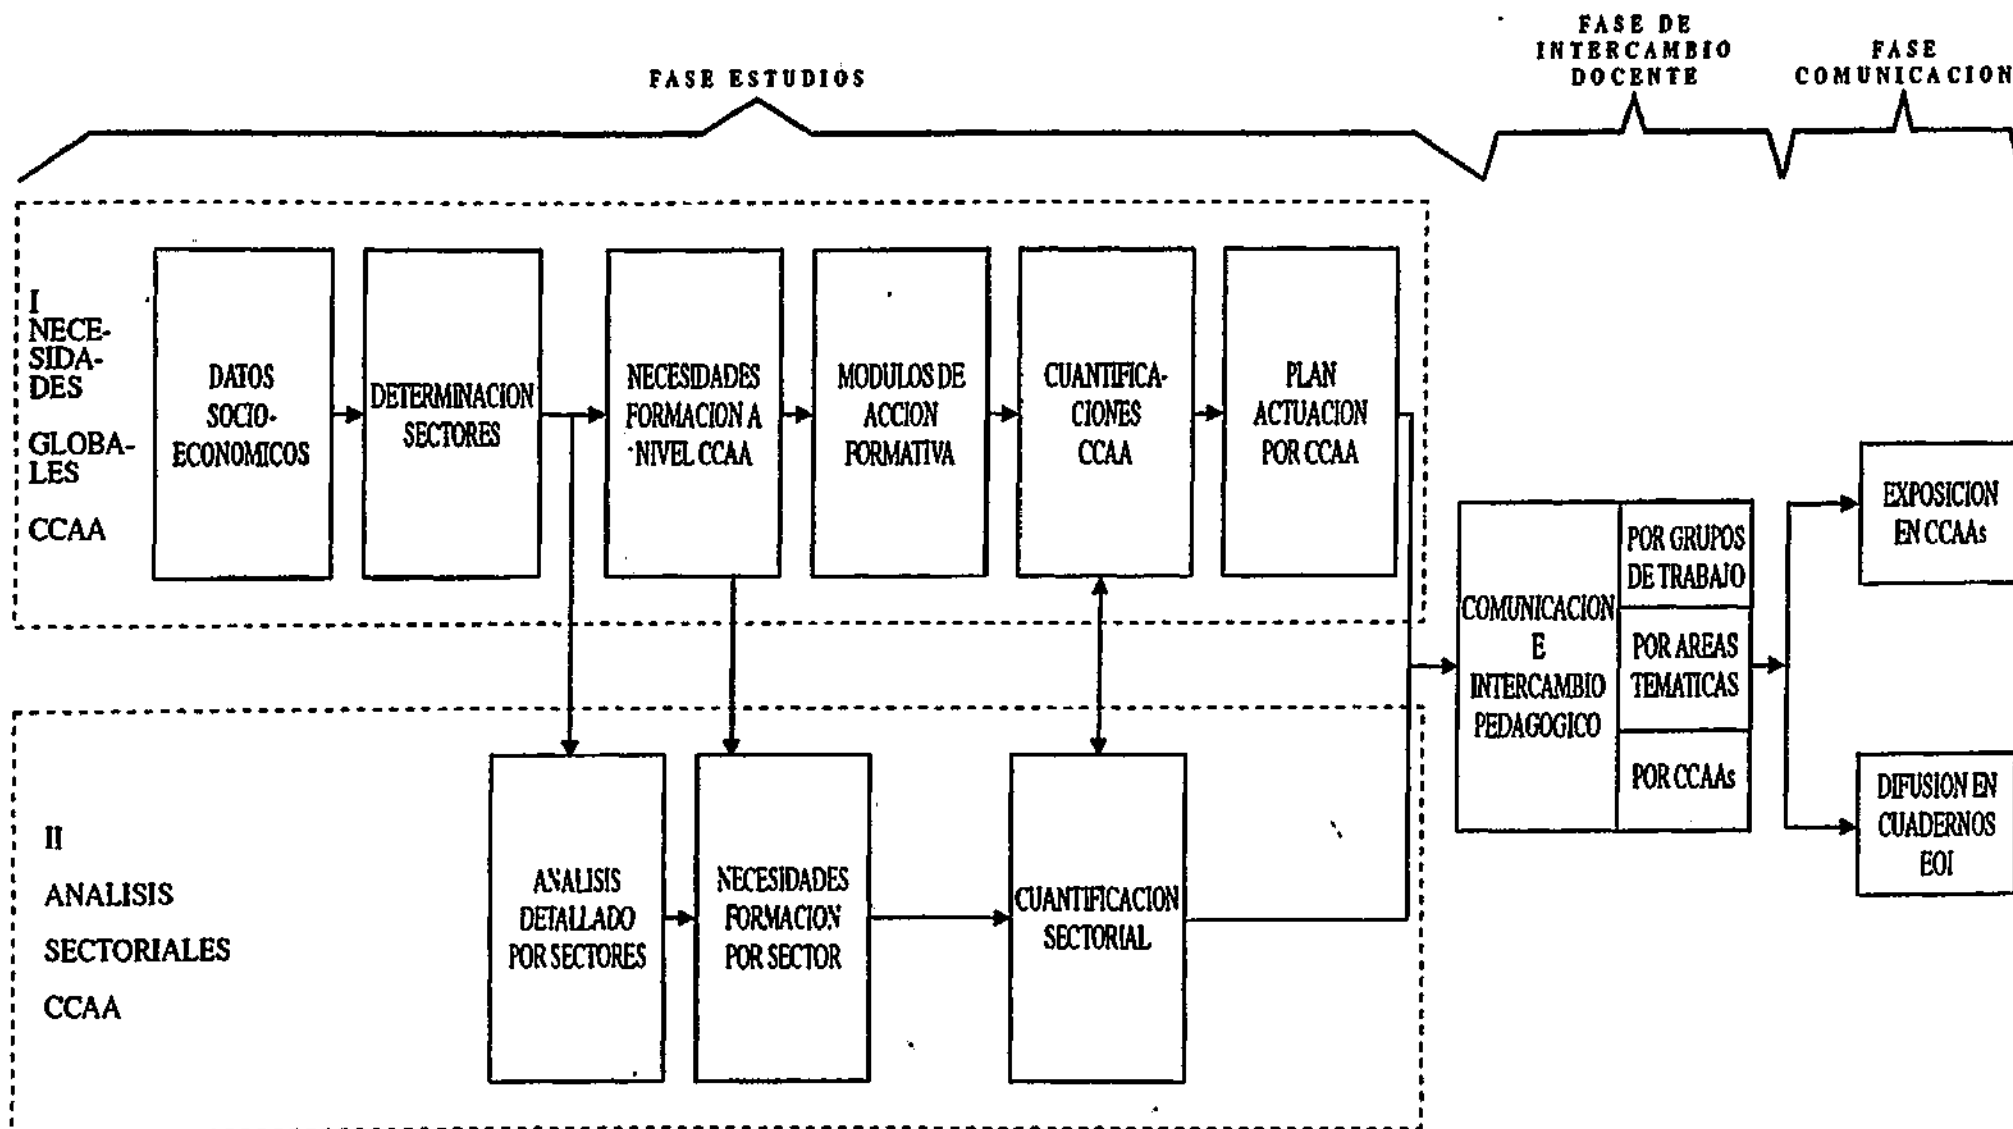 FASE ESTUDIOS
FASE DE
INTERCAMBIO
DOCENTE
FASE
COMUNICACION
I
NECE-
SIDA-
DES
GLOBA-
LES
CCAA
DATOS
SOCIO-
ECONOMICOS
DETERMINACION
SECTORES
NECESIDADES
FORMACION A
NIVEL CCAA
MODULOS DE
ACCION
FORMATIVA
CUANTIFICA-
CIONES
CCAA
PLAN
ACTUACION
POR CCAA
COMUNICACION
E
INTERCAMBIO
PEDAGOGICO
POR GRUPOS
DE TRABAJO
POR AREAS
TEMATICAS
POR CCAAs
EXPOSICION
EN CCAAs
DIFUSION EN
CUADERNOS
EOI
II
ANALISIS
SECTORIALES
CCAA
ANALISIS
DETALLADO
POR SECTORES
NECESIDADES
FORMACION
POR SECTOR
CUANTIFICACION
SECTORIAL